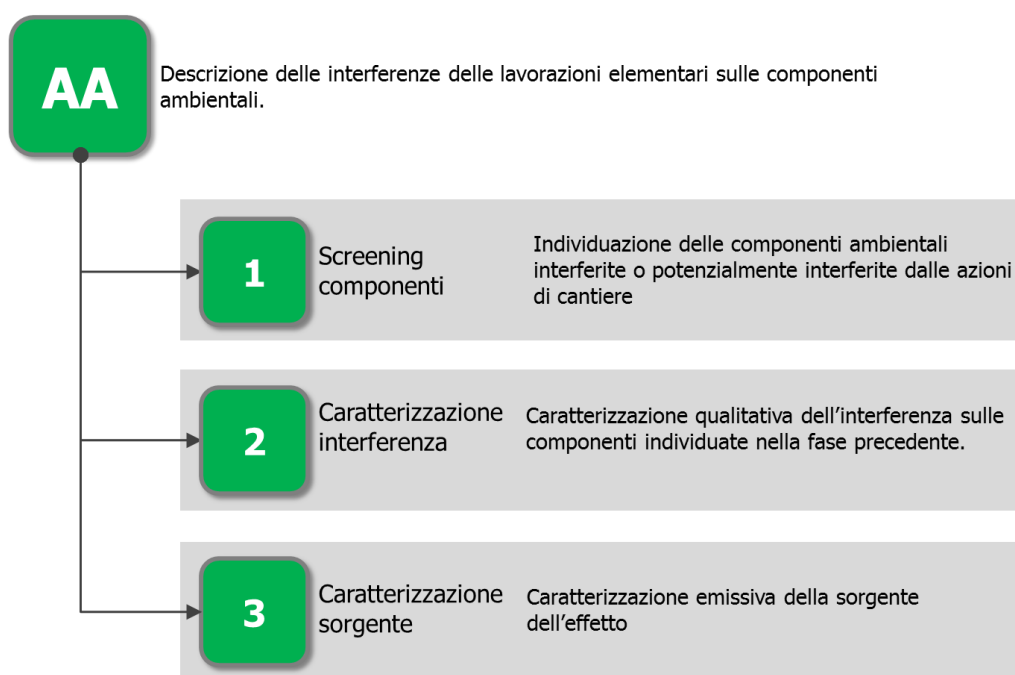 AA
Descrizione delle interferenze delle lavorazioni elementari sulle componenti
ambientali.
1
Screening
componenti
Individuazione delle componenti ambientali
interferite o potenzialmente interferite dalle azioni
di cantiere
2
Caratterizzazione
interferenza
Caratterizzazione qualitativa dell'interferenza sulle
componenti individuate nella fase precedente.
3
Caratterizzazione
sorgente
Caratterizzazione emissiva della sorgente
dell'effetto